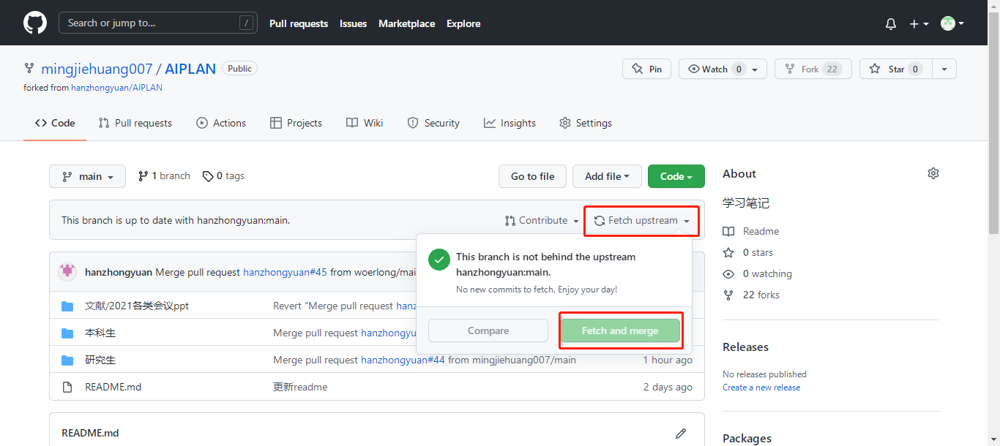 Search or jump to... /
Pull requests Issues Marketplace Explore
mingjiehuang007 / AIPLAN Public
forked from hanzhongyuan/AIPLAN
Pin Watch 0 Fork 22 Star 0
Code Pull requests Actions Projects Wiki Security Insights Settings
main 1 branch 0 tags Go to file Add file Code
This branch is up to date with hanzhongyuan:main. Contribute Fetch upstream
This branch is not behind the upstream
hanzhongyuan:main.
No new commits to fetch. Enjoy your day!
Compare Fetch and merge
hanzhongyuan Merge pull request hanzhongyuan#45 from woerlong/mai
文献/2021各类会议ppt Revert "Merge pull request hanz
本科生 Merge pull request hanzhongyu
研究生 Merge pull request hanzhongyuan#44 from mingjiehuang007/main 1 hour ago
README.md 更新readme 2 days ago
README.md
About
学习笔记
Readme
0 stars
0 watching
22 forks
Releases
No releases published
Create a new release
Packages